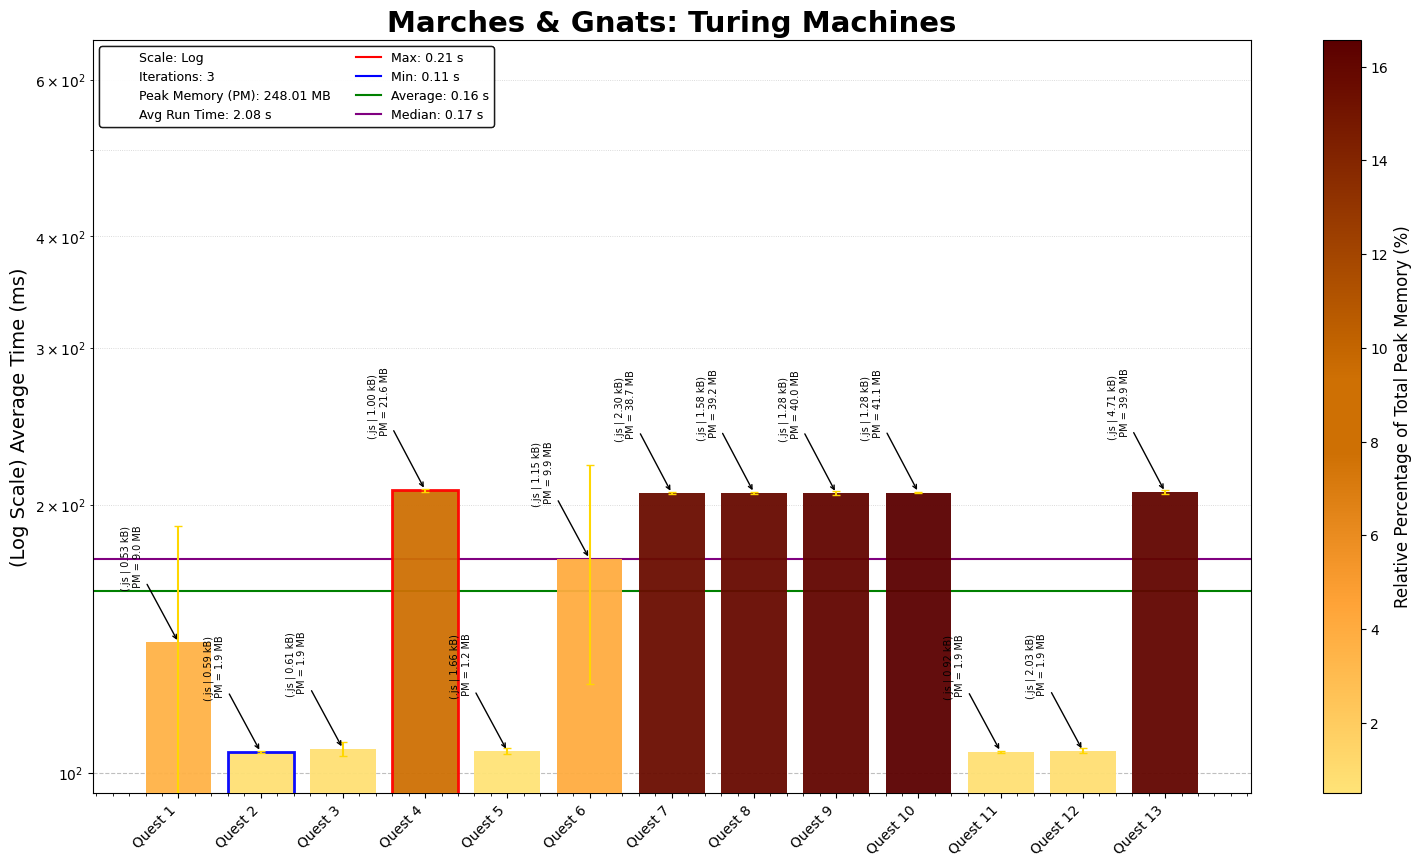 Marches & Gnats: Turing Machines
Scale: Log
Iterations: 3
Peak Memory (PM): 248.01 MB
Avg Run Time: 2.08 s
Max: 0.21 s
Min: 0.11 s
Average: 0.16 s
Median: 0.17 s
(Log Scale) Average Time (ms)
6 × 10²
4 × 10²
3 × 10²
2 × 10²
10²
(.js | 0.53 kB)
PM = 9.0 MB
(.js | 0.59 kB)
PM = 1.9 MB
(.js | 0.61 kB)
PM = 1.9 MB
(.js | 1.00 kB)
PM = 21.6 MB
(.js | 1.66 kB)
PM = 1.2 MB
(.js | 1.15 kB)
PM = 9.9 MB
(.js | 2.30 kB)
PM = 38.7 MB
(.js | 1.58 kB)
PM = 39.2 MB
(.js | 1.28 kB)
PM = 40.0 MB
(.js | 1.28 kB)
PM = 41.1 MB
(.js | 0.92 kB)
PM = 1.9 MB
(.js | 2.03 kB)
PM = 1.9 MB
(.js | 4.71 kB)
PM = 39.9 MB
Quest 1
Quest 2
Quest 3
Quest 4
Quest 5
Quest 6
Quest 7
Quest 8
Quest 9
Quest 10
Quest 11
Quest 12
Quest 13
16
14
12
10
8
6
4
2
Relative Percentage of Total Peak Memory (%)